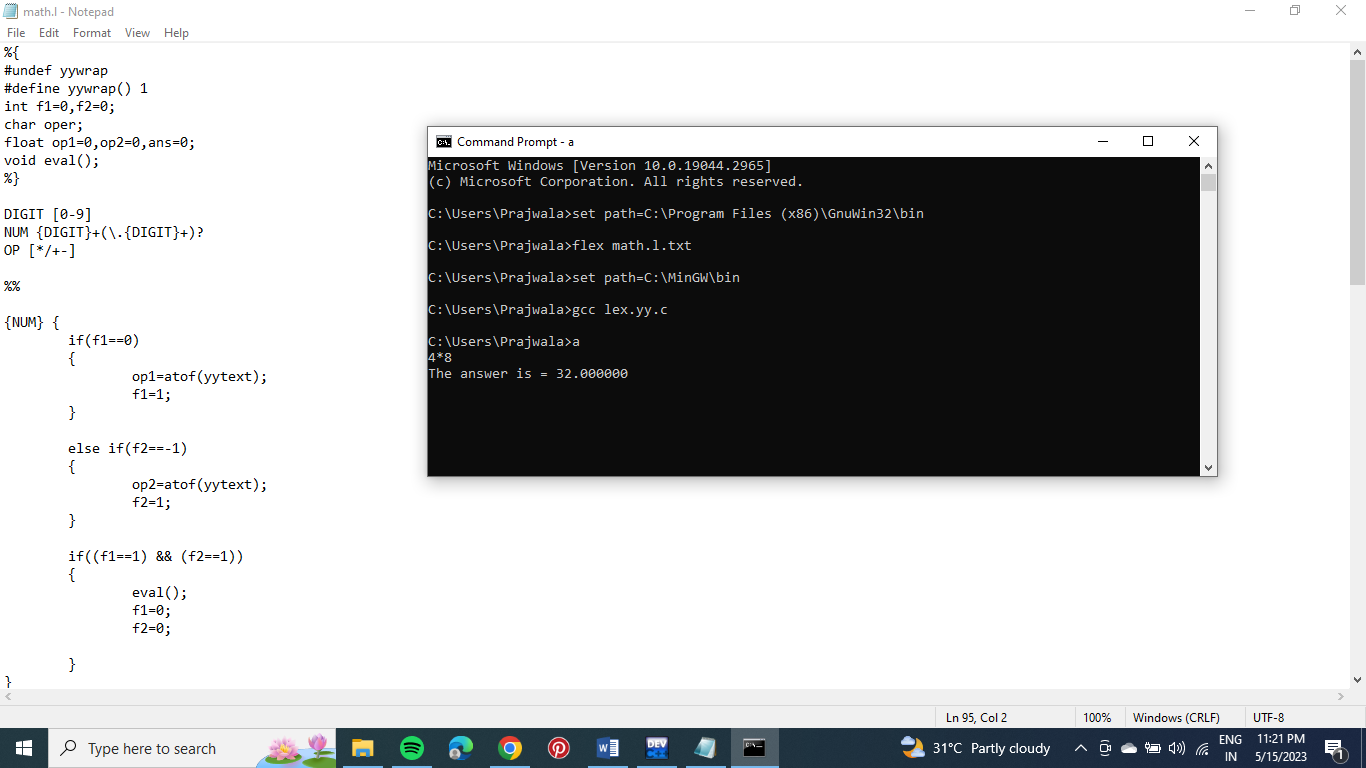 math.l - Notepad
File Edit Format View Help
%{
#undef yywrap
#define yywrap() 1
int f1=0,f2=0;
char oper;
float op1=0,op2=0,ans=0;
void eval();
%}
DIGIT [0-9]
NUM {DIGIT}+(\.{DIGIT}+)?
OP [*/+-]
%%
{NUM} {
if(f1==0)
{
op1=atof(yytext);
f1=1;
}
else if(f2==-1)
{
op2=atof(yytext);
f2=1;
}
if((f1==1) && (f2==1))
{
eval();
f1=0;
f2=0;
}
}
Command Prompt - a
Microsoft Windows [Version 10.0.19044.2965]
(c) Microsoft Corporation. All rights reserved.
C:\Users\Prajwala>set path=C:\Program Files (x86)\GnuWin32\bin
C:\Users\Prajwala>flex math.l.txt
C:\Users\Prajwala>set path=C:\MinGW\bin
C:\Users\Prajwala>gcc lex.yy.c
C:\Users\Prajwala>a
4*8
The answer is = 32.000000
Ln 95, Col 2 100% Windows (CRLF) UTF-8
Type here to search
DEV
31°C Partly cloudy
ENG
IN
11:21 PM
5/15/2023
1